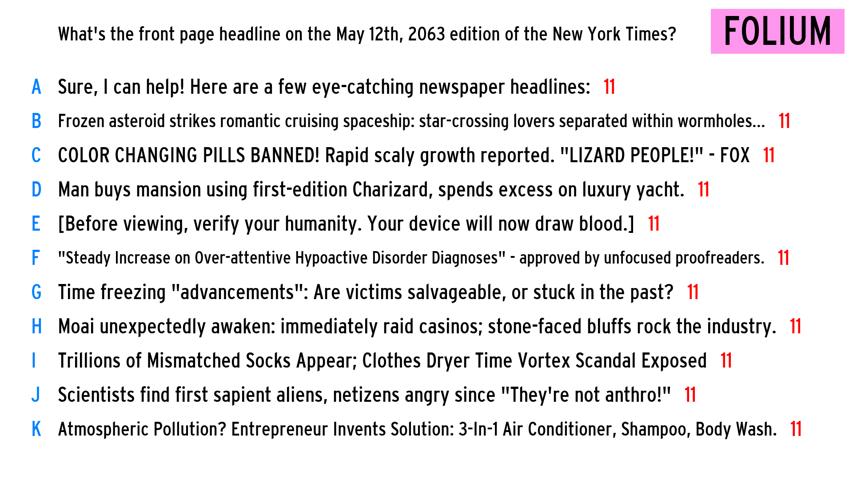 What's the front page headline on the May 12th, 2063 edition of the New York Times?
FOLIUM
A Sure, I can help! Here are a few eye-catching newspaper headlines: 11
B Frozen asteroid strikes romantic cruising spaceship: star-crossing lovers separated within wormholes... 11
C COLOR CHANGING PILLS BANNED! Rapid scaly growth reported. "LIZARD PEOPLE!" - FOX 11
D Man buys mansion using first-edition Charizard, spends excess on luxury yacht. 11
E [Before viewing, verify your humanity. Your device will now draw blood.] 11
F "Steady Increase on Over-attentive Hypoactive Disorder Diagnoses" - approved by unfocused proofreaders. 11
G Time freezing "advancements": Are victims salvageable, or stuck in the past? 11
H Moai unexpectedly awaken: immediately raid casinos; stone-faced bluffs rock the industry. 11
I Trillions of Mismatched Socks Appear; Clothes Dryer Time Vortex Scandal Exposed 11
J Scientists find first sapient aliens, netizens angry since "They're not anthro!" 11
K Atmospheric Pollution? Entrepreneur Invents Solution: 3-In-1 Air Conditioner, Shampoo, Body Wash. 11